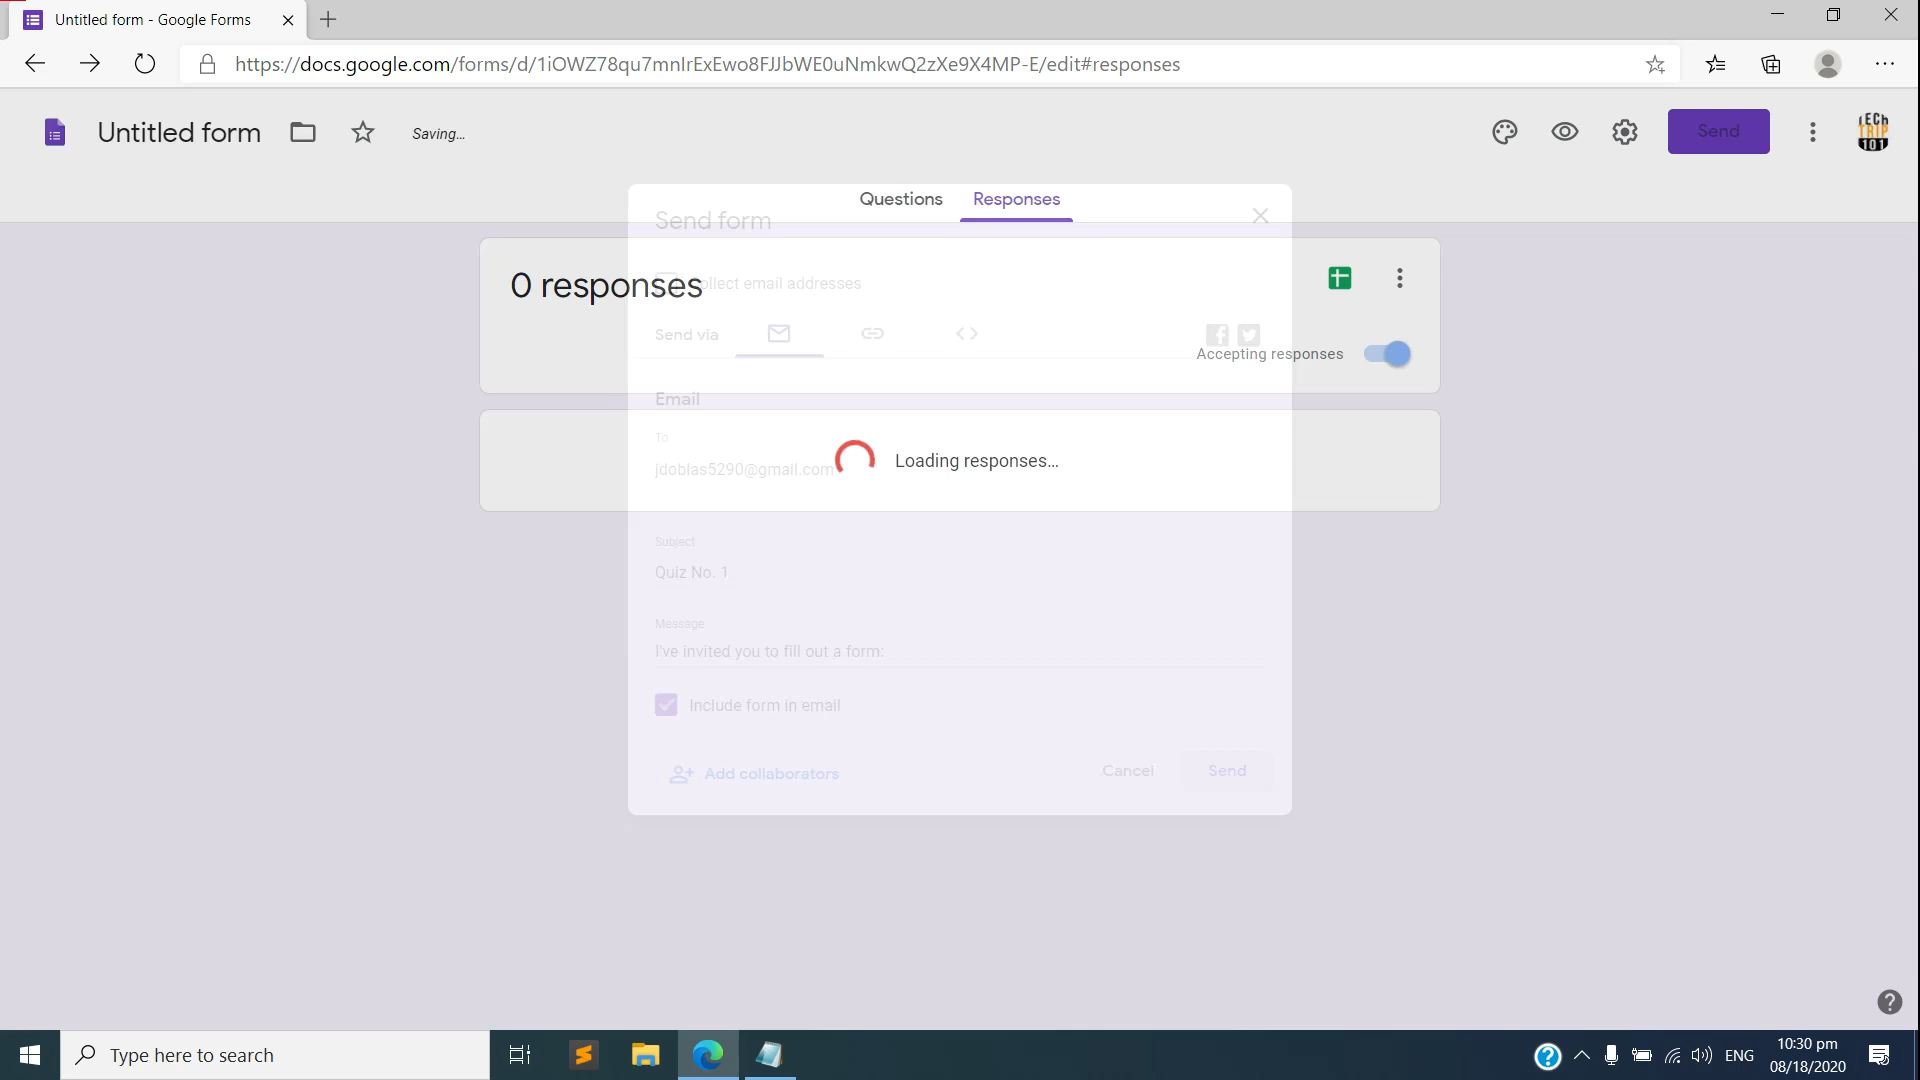 Untitled form - Google Forms
https://docs.google.com/forms/d/1iOWZ78qu7mnIrExEwo8FJJbWE0uNmkwQ2zXe9X4MP-E/edit#responses
Untitled form
Saving...
Send
TECH
TRIP
101
Questions
Responses
Send form
0 responses
Collect email addresses
Send via
Accepting responses
Email
To
jdoblas5290@gmail.com
Loading responses...
Subject
Quiz No. 1
Message
I've invited you to fill out a form:
Include form in email
Add collaborators
Cancel
Send
Type here to search
ENG
10:30 pm
08/18/2020